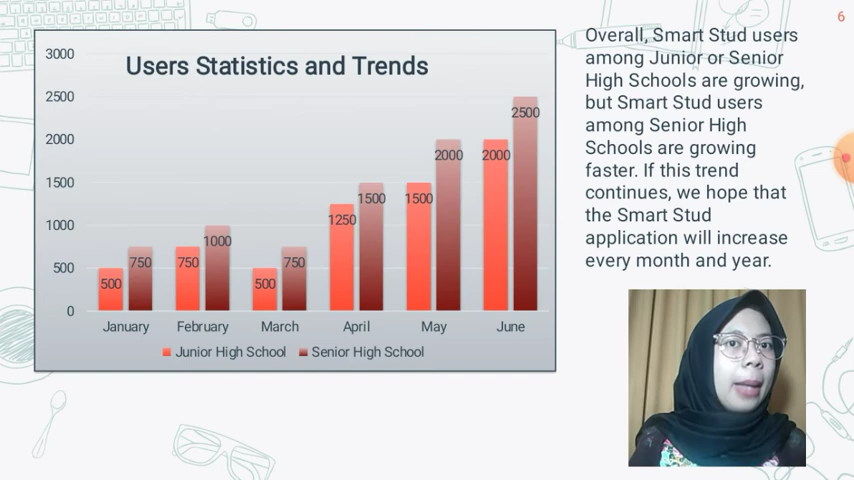 6
Users Statistics and Trends
3000
2500
2000
1500
1000
500
0
500
750
750
1000
500
750
1250
1500
1500
2000
2000
2500
January
February
March
April
May
June
Junior High School
Senior High School
Overall, Smart Stud users
among Junior or Senior
High Schools are growing,
but Smart Stud users
among Senior High
Schools are growing
faster. If this trend
continues, we hope that
the Smart Stud
application will increase
every month and year.